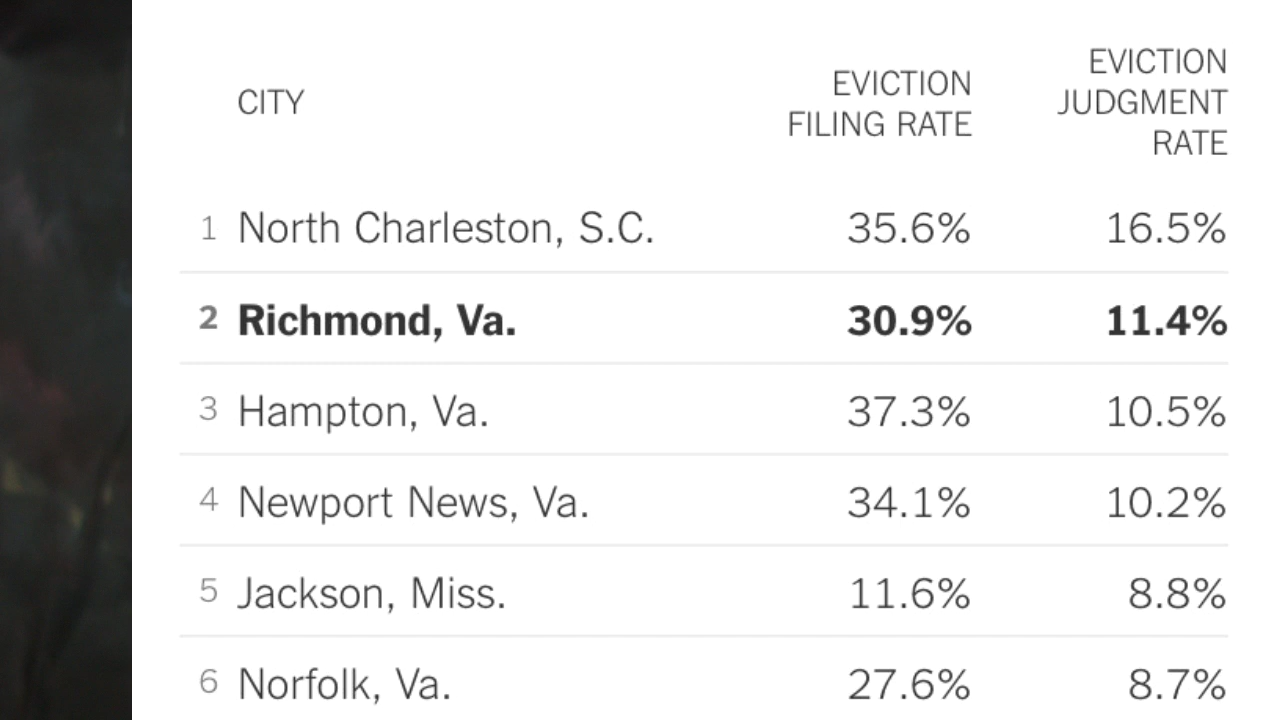 CITY
EVICTION
FILING RATE
EVICTION
JUDGMENT
RATE
1 North Charleston, S.C. 35.6% 16.5%
2 Richmond, Va. 30.9% 11.4%
3 Hampton, Va. 37.3% 10.5%
4 Newport News, Va. 34.1% 10.2%
5 Jackson, Miss. 11.6% 8.8%
6 Norfolk, Va. 27.6% 8.7%